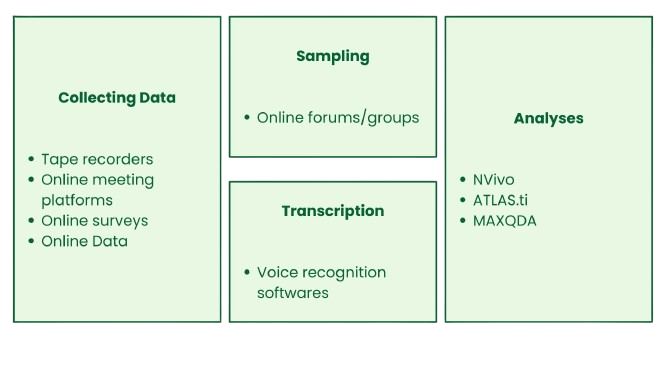 Collecting Data
• Tape recorders
• Online meeting
platforms
• Online surveys
• Online Data
Sampling
• Online forums/groups
Transcription
• Voice recognition
softwares
Analyses
• NVivo
• ATLAS.ti
• MAXQDA